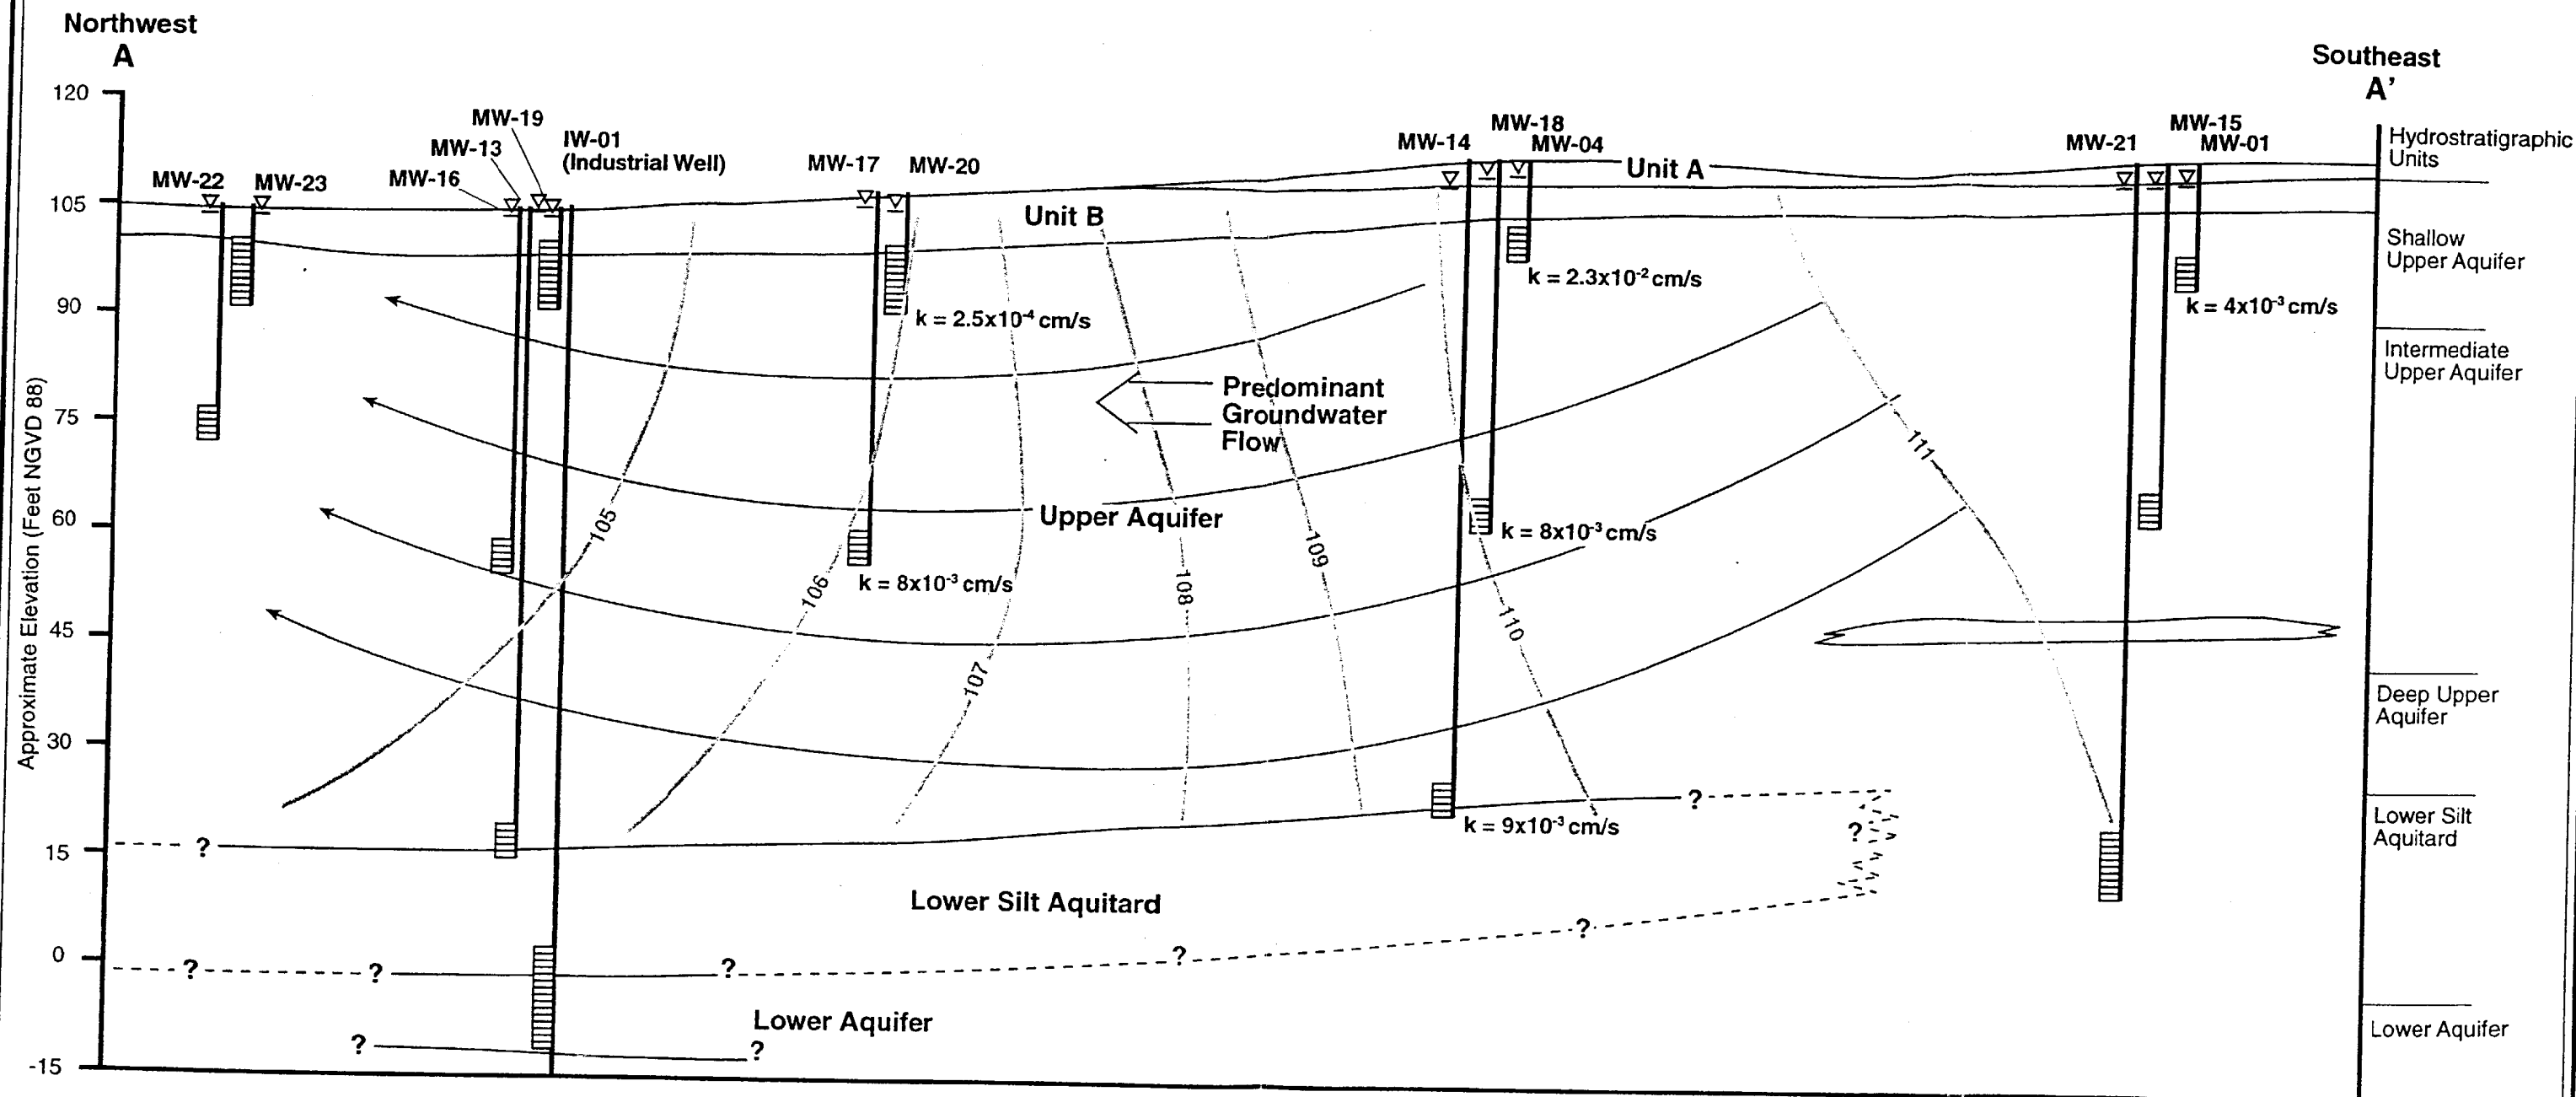 Northwest
A
Southeast
A'
120
105
90
75
60
45
30
15
0
-15
Approximate Elevation (Feet NGVD 88)
MW-22
MW-23
MW-16
MW-13
MW-19
IW-01
(Industrial Well)
MW-17
MW-20
MW-14
MW-18
MW-04
MW-21
MW-15
MW-01
Unit A
Unit B
k = 2.5x10⁻⁴ cm/s
k = 2.3x10⁻² cm/s
k = 4x10⁻³ cm/s
Predominant
Groundwater
Flow
Upper Aquifer
k = 8x10⁻³ cm/s
k = 8x10⁻³ cm/s
k = 9x10⁻³ cm/s
105
106
107
108
109
110
111
?
?
?
Lower Silt Aquitard
?
?
?
?
?
Lower Aquifer
?
?
Hydrostratigraphic
Units
Shallow
Upper Aquifer
Intermediate
Upper Aquifer
Deep Upper
Aquifer
Lower Silt
Aquitard
Lower Aquifer